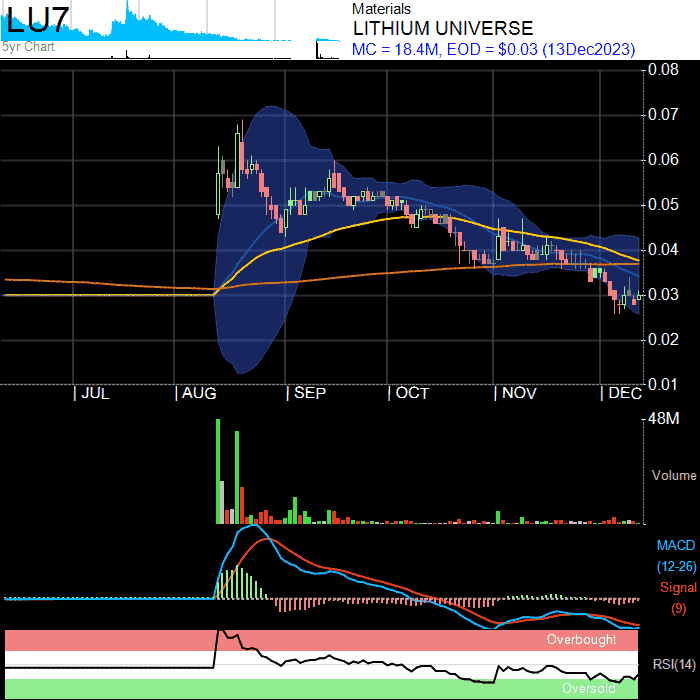 LU7
5yr Chart
Materials
LITHIUM UNIVERSE
MC = 18.4M, EOD = $0.03 (13Dec2023)
0.08
0.07
0.06
0.05
0.04
0.03
0.02
0.01
| JUL | AUG | SEP | OCT | NOV | DEC
48M
Volume
MACD
(12-26)
Signal
(9)
Overbought
RSI(14)
Oversold